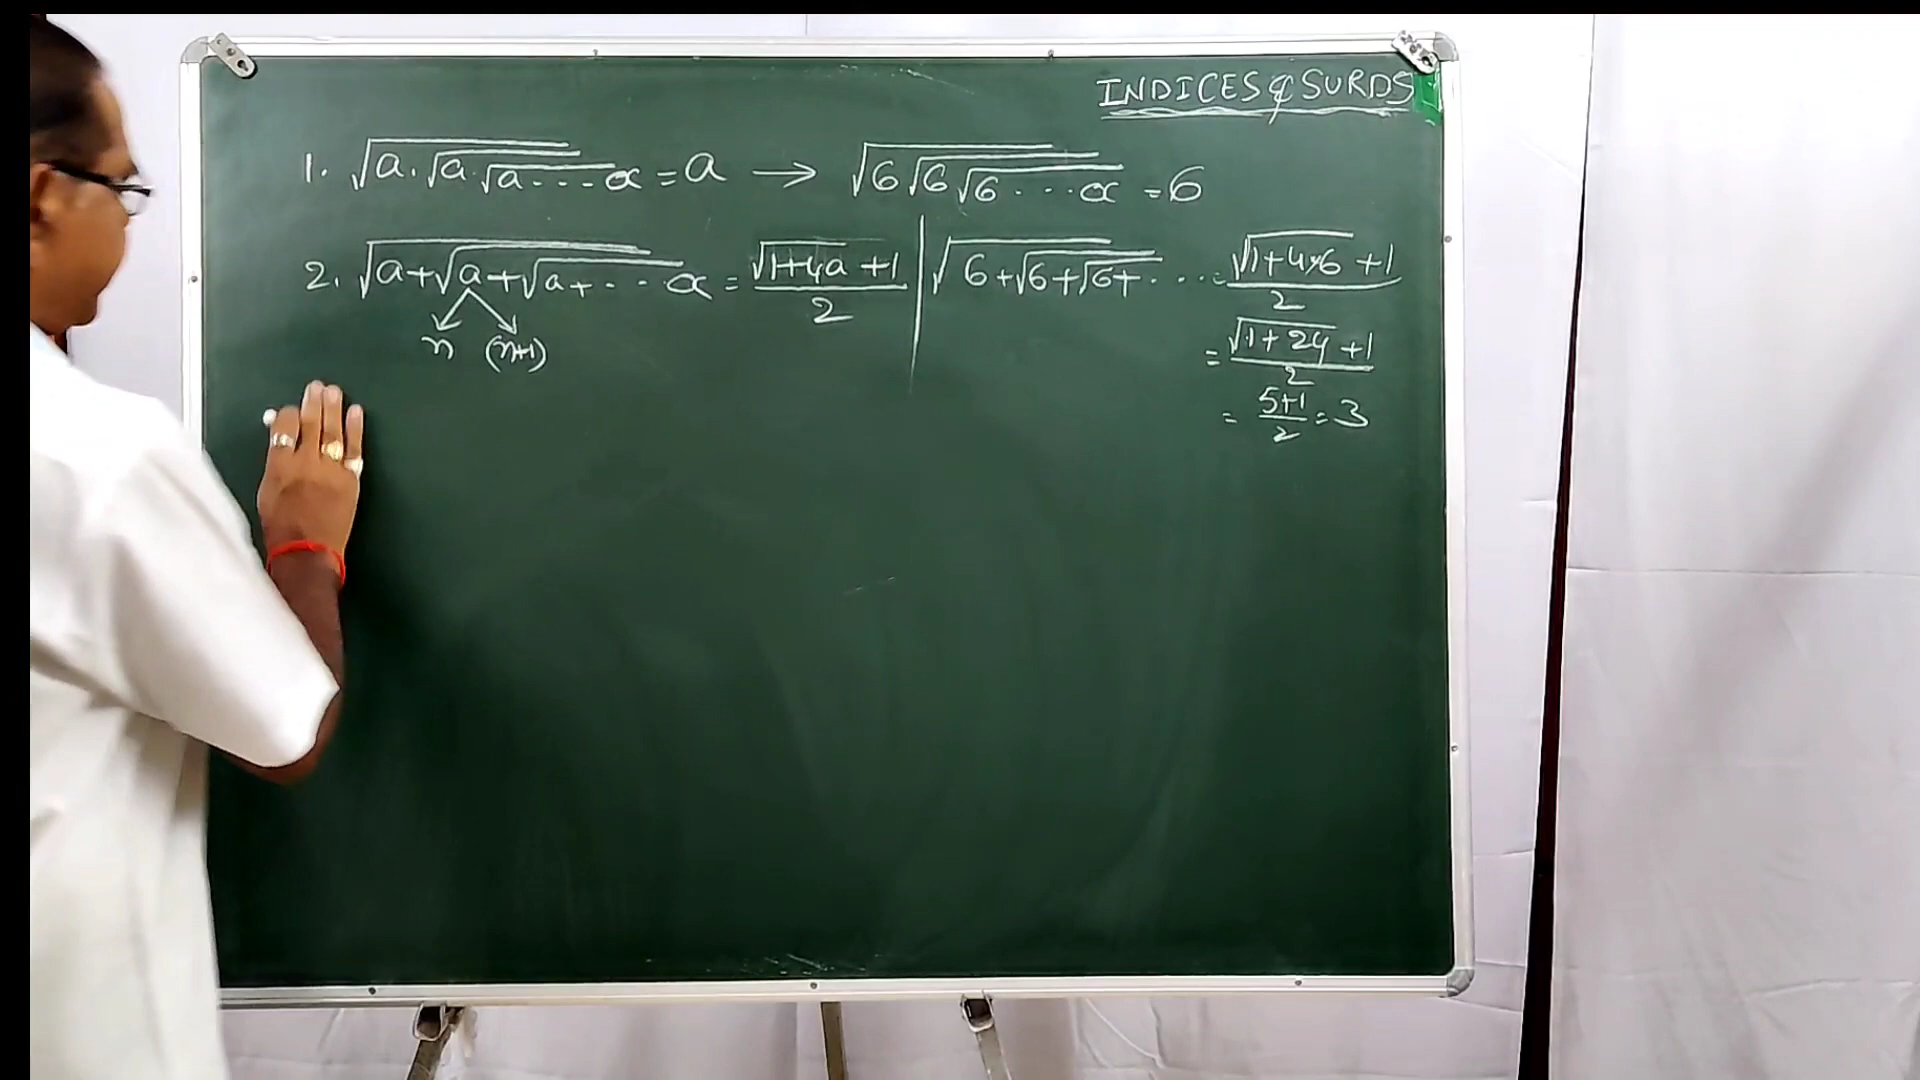 INDICES & SURDS
1. √a.√a.√a...α = a → √6√6√6...α = 6
2. √a+√a+√a+...α = (√1+4a +1)/2 | √6+√6+√6+... = (√1+4×6 +1)/2
n (n+1)
= (√1+24 +1)/2
= (5+1)/2 = 3